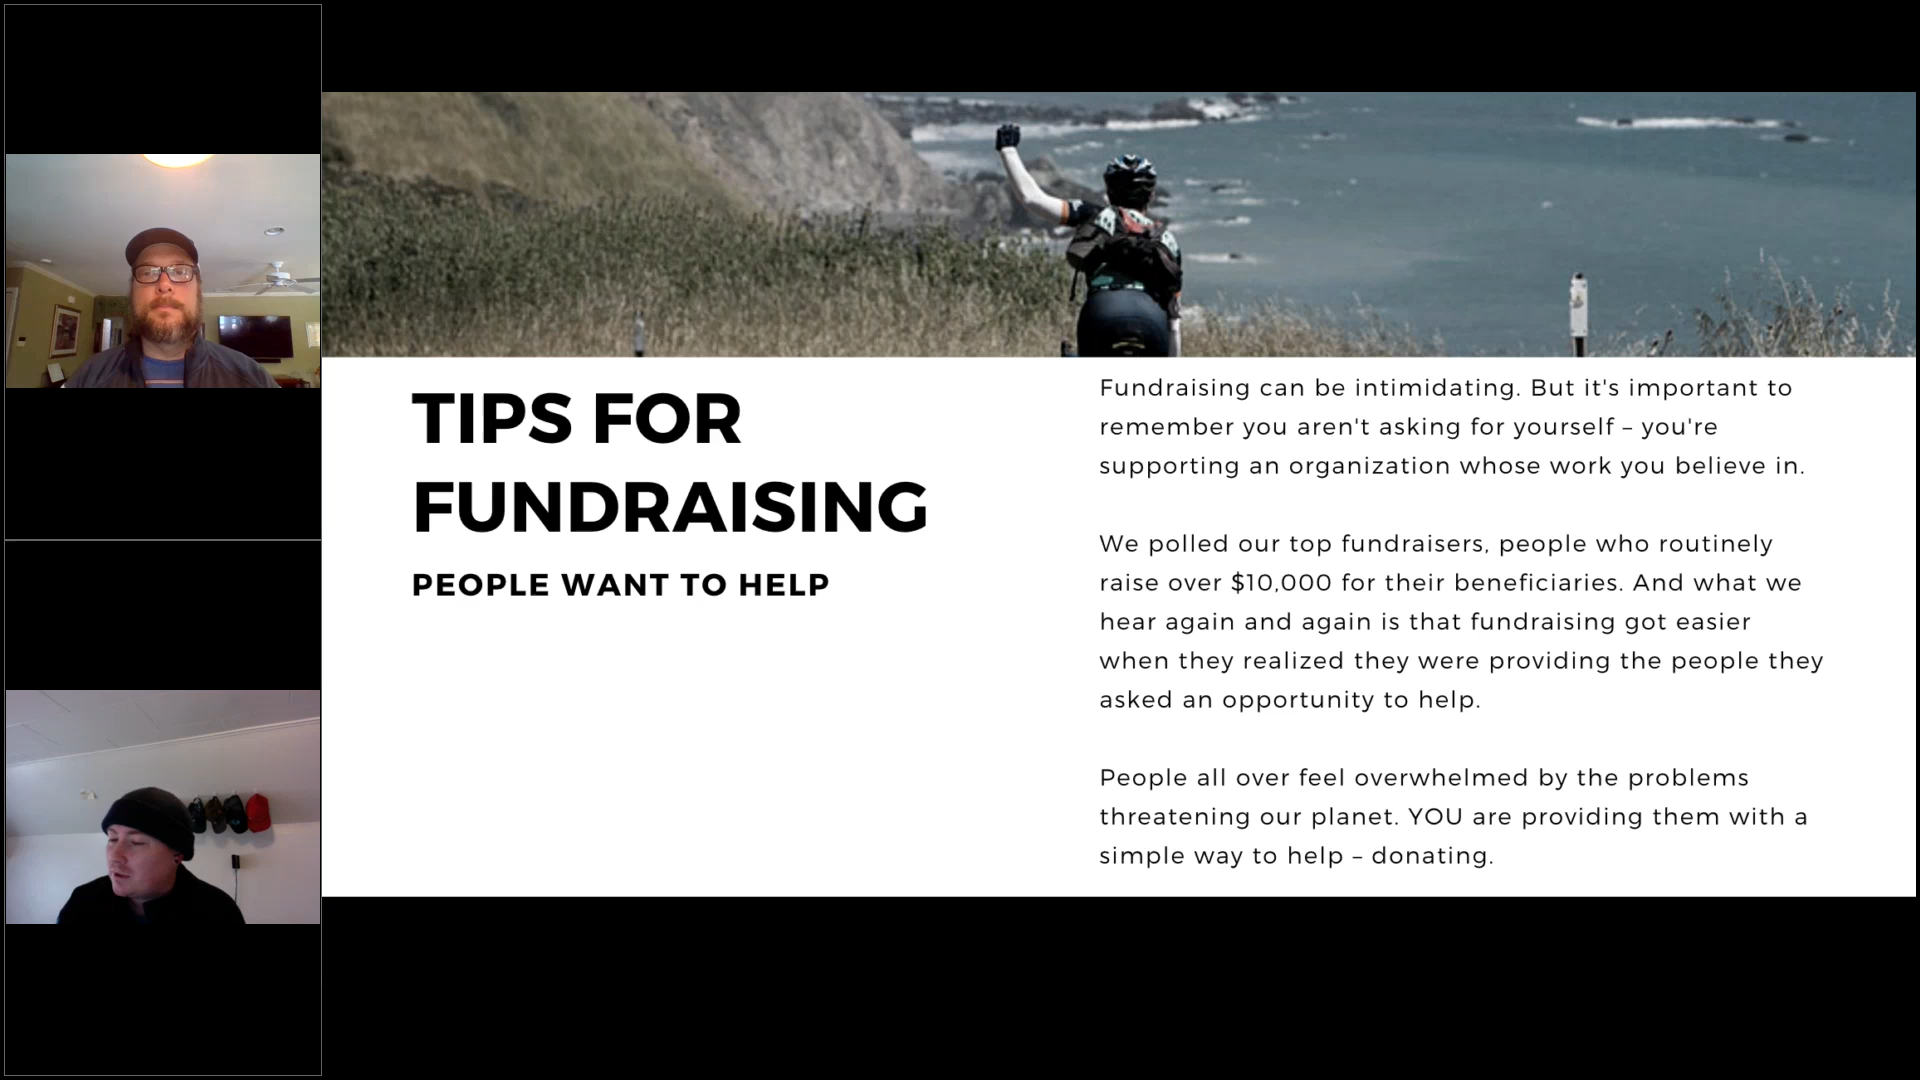 TIPS FOR
FUNDRAISING
PEOPLE WANT TO HELP
Fundraising can be intimidating. But it's important to
remember you aren't asking for yourself – you're
supporting an organization whose work you believe in.
We polled our top fundraisers, people who routinely
raise over $10,000 for their beneficiaries. And what we
hear again and again is that fundraising got easier
when they realized they were providing the people they
asked an opportunity to help.
People all over feel overwhelmed by the problems
threatening our planet. YOU are providing them with a
simple way to help – donating.